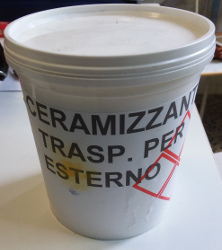 CERAMIZZANT
TRASP. PER
ESTERNO